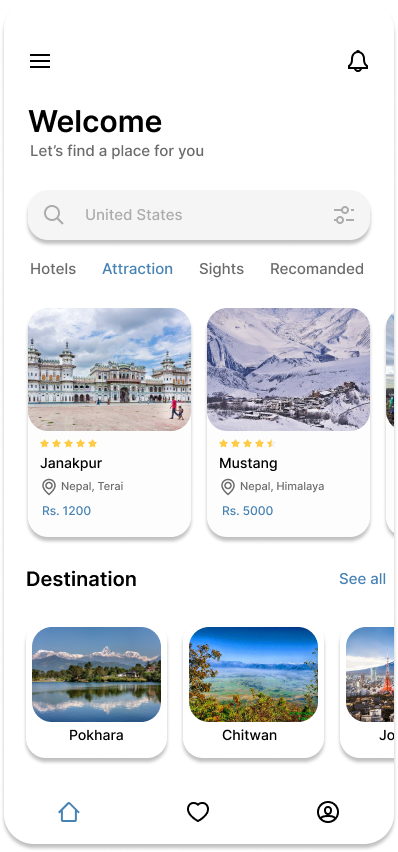 Welcome
Let's find a place for you
United States
Hotels Attraction Sights Recomanded
Janakpur Mustang
Nepal, Terai Nepal, Himalaya
Rs. 1200 Rs. 5000
Destination See all
Pokhara Chitwan Jo